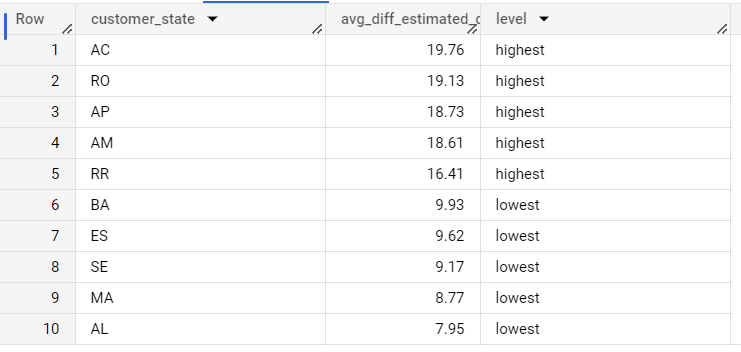 Row customer_state avg_diff_estimated_d level
1 AC 19.76 highest
2 RO 19.13 highest
3 AP 18.73 highest
4 AM 18.61 highest
5 RR 16.41 highest
6 BA 9.93 lowest
7 ES 9.62 lowest
8 SE 9.17 lowest
9 MA 8.77 lowest
10 AL 7.95 lowest